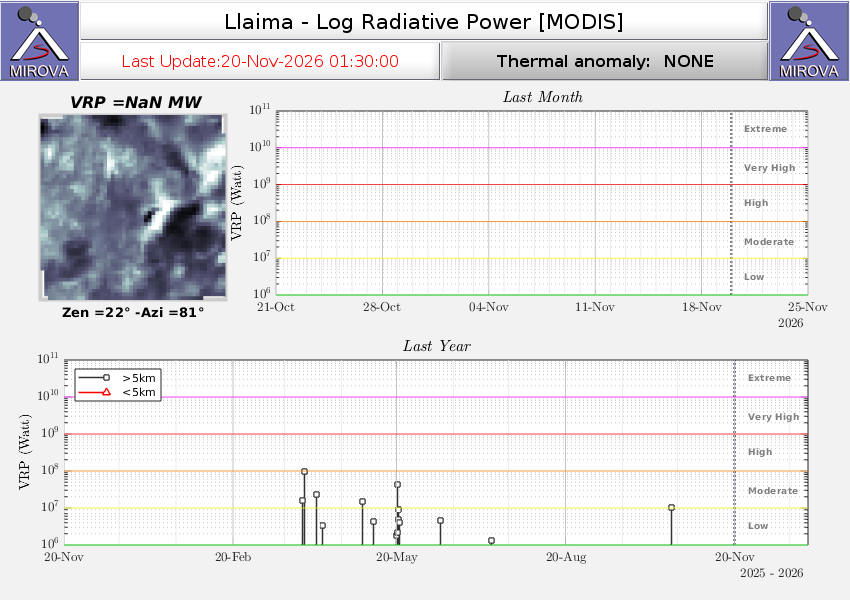 Llaima - Log Radiative Power [MODIS]
MIROVA
Last Update:20-Nov-2026 01:30:00
Thermal anomaly: NONE
MIROVA
VRP =NaN MW
Zen =22° -Azi =81°
Last Month
VRP (Watt)
10¹¹
10¹⁰
10⁹
10⁸
10⁷
10⁶
Extreme
Very High
High
Moderate
Low
21-Oct 28-Oct 04-Nov 11-Nov 18-Nov 25-Nov
2026
Last Year
VRP (Watt)
10¹¹
10¹⁰
10⁹
10⁸
10⁷
10⁶
>5km
<5km
Extreme
Very High
High
Moderate
Low
20-Nov 20-Feb 20-May 20-Aug 20-Nov
2025 - 2026